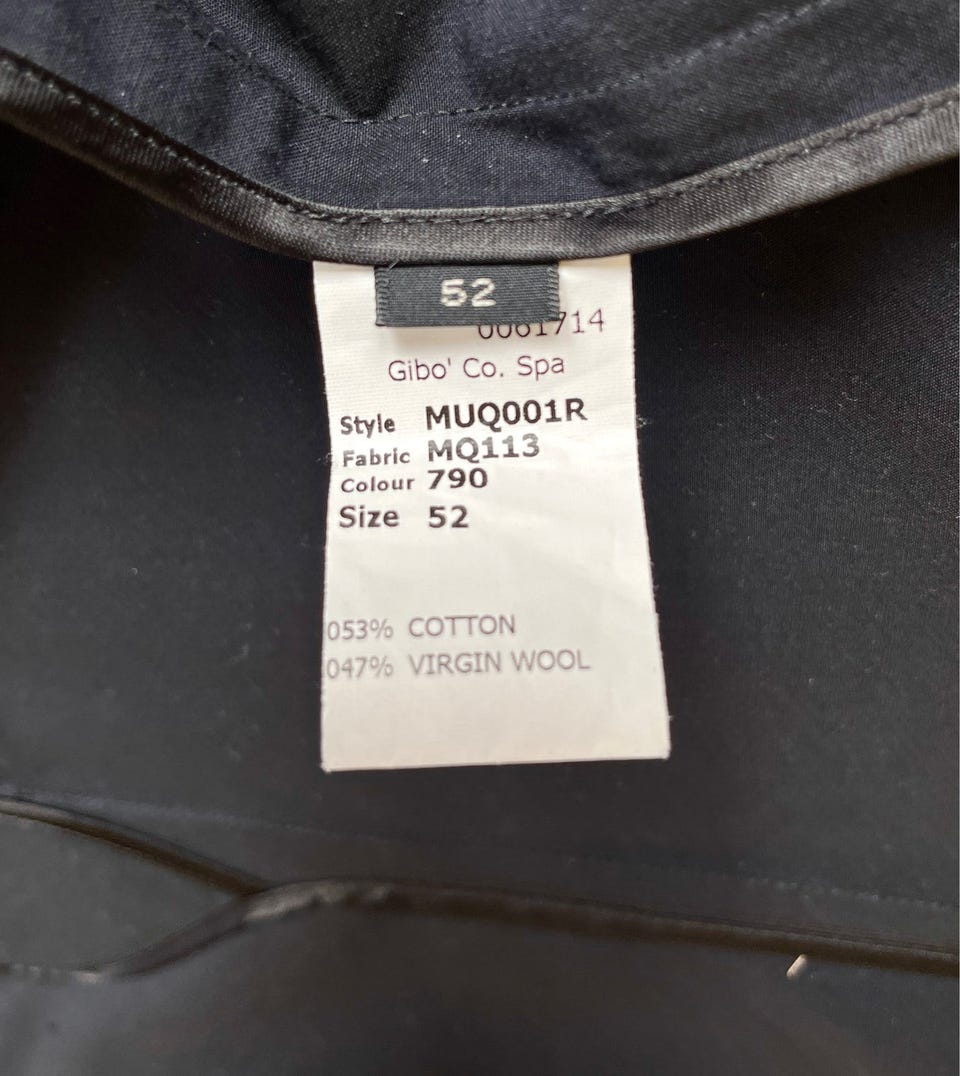 52
0061714
Gibo' Co. Spa
Style MUQ001R
Fabric MQ113
Colour 790
Size 52
053% COTTON
047% VIRGIN WOOL